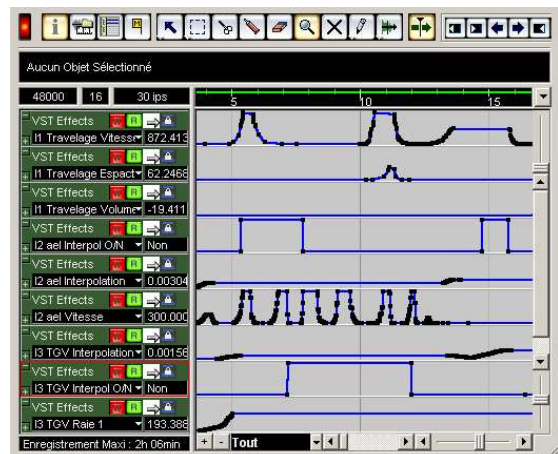 Aucun Objet Sélectionné
48000 16 30 ips
5 10 15
VST Effects R
I1 Travelage Vitesse 872.413
VST Effects R
I1 Travelage Espact 62.2468
VST Effects R
I1 Travelage Volume -19.411
VST Effects R
I2 ael Interpol O/N Non
VST Effects R
I2 ael Interpolation 0.00304
VST Effects R
I2 ael Vitesse 300.000
VST Effects R
I3 TGV Interpolation 0.00156
VST Effects R
I3 TGV Interpol O/N Non
VST Effects R
I3 TGV Raie 1 193.388
Enregistrement Maxi : 2h 06min + - Tout